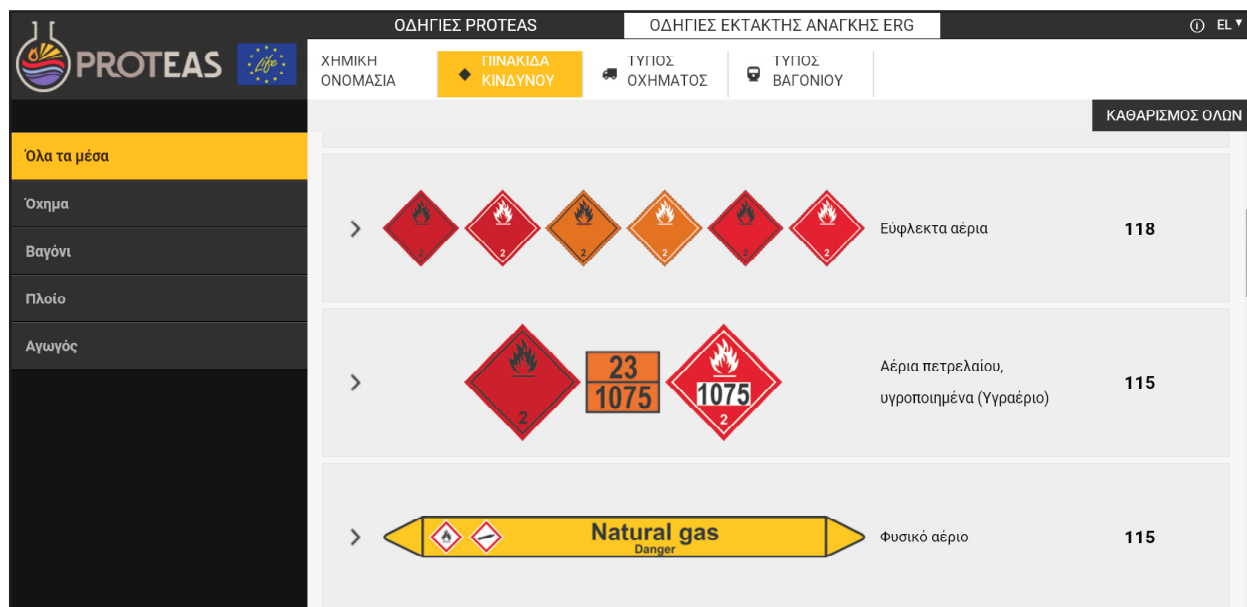 PROTEAS
Life
ΟΔΗΓΙΕΣ PROTEAS
ΟΔΗΓΙΕΣ ΕΚΤΑΚΤΗΣ ΑΝΑΓΚΗΣ ERG
EL
ΧΗΜΙΚΗ
ΟΝΟΜΑΣΙΑ
ΠΙΝΑΚΙΔΑ
ΚΙΝΔΥΝΟΥ
ΤΥΠΟΣ
ΟΧΗΜΑΤΟΣ
ΤΥΠΟΣ
ΒΑΓΟΝΙΟΥ
ΚΑΘΑΡΙΣΜΟΣ ΟΛΩΝ
Όλα τα μέσα
Όχημα
Βαγόνι
Πλοίο
Αγωγός
2 2 2 2 2 2
Εύφλεκτα αέρια
118
2
23
1075
1075
2
Αέρια πετρελαίου,
υγροποιημένα (Υγραέριο)
115
Natural gas
Danger
Φυσικό αέριο
115